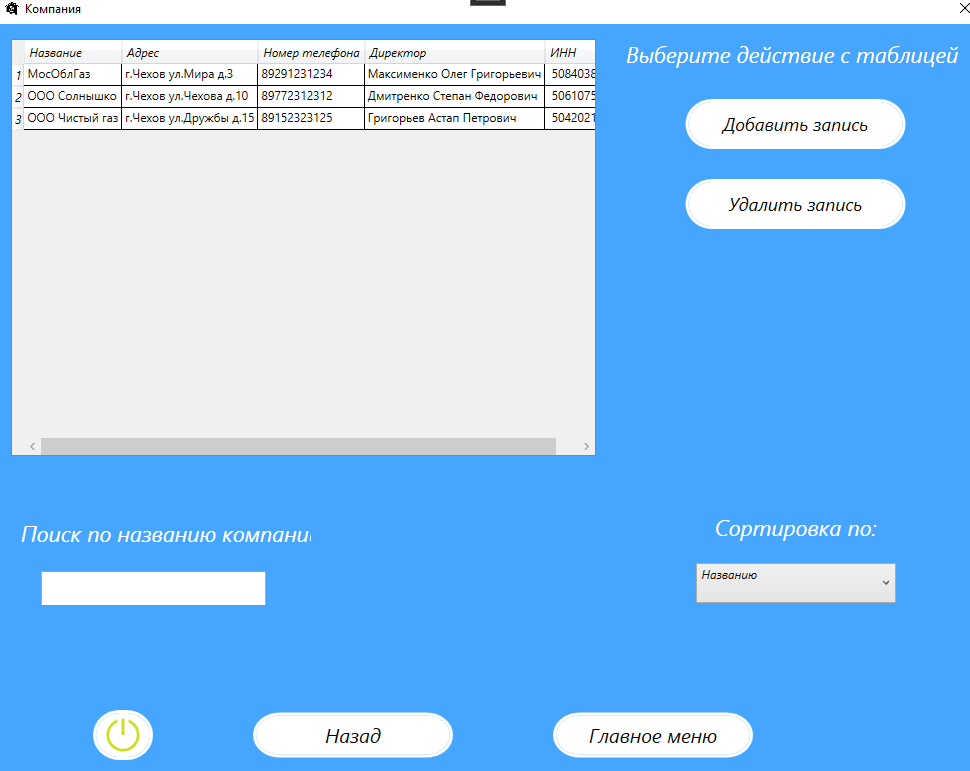 Компания
Название Адрес Номер телефона Директор ИНН
1 МосОблГаз г.Чехов ул.Мира д.3 89291231234 Максименко Олег Григорьевич 5084038
2 ООО Солнышко г.Чехов ул.Чехова д.10 89772312312 Дмитренко Степан Федорович 5061075
3 ООО Чистый газ г.Чехов ул.Дружбы д.15 89152323125 Григорьев Астап Петрович 5042021
Выберите действие с таблицей
Добавить запись
Удалить запись
Поиск по названию компани
Сортировка по:
Названию
Назад
Главное меню